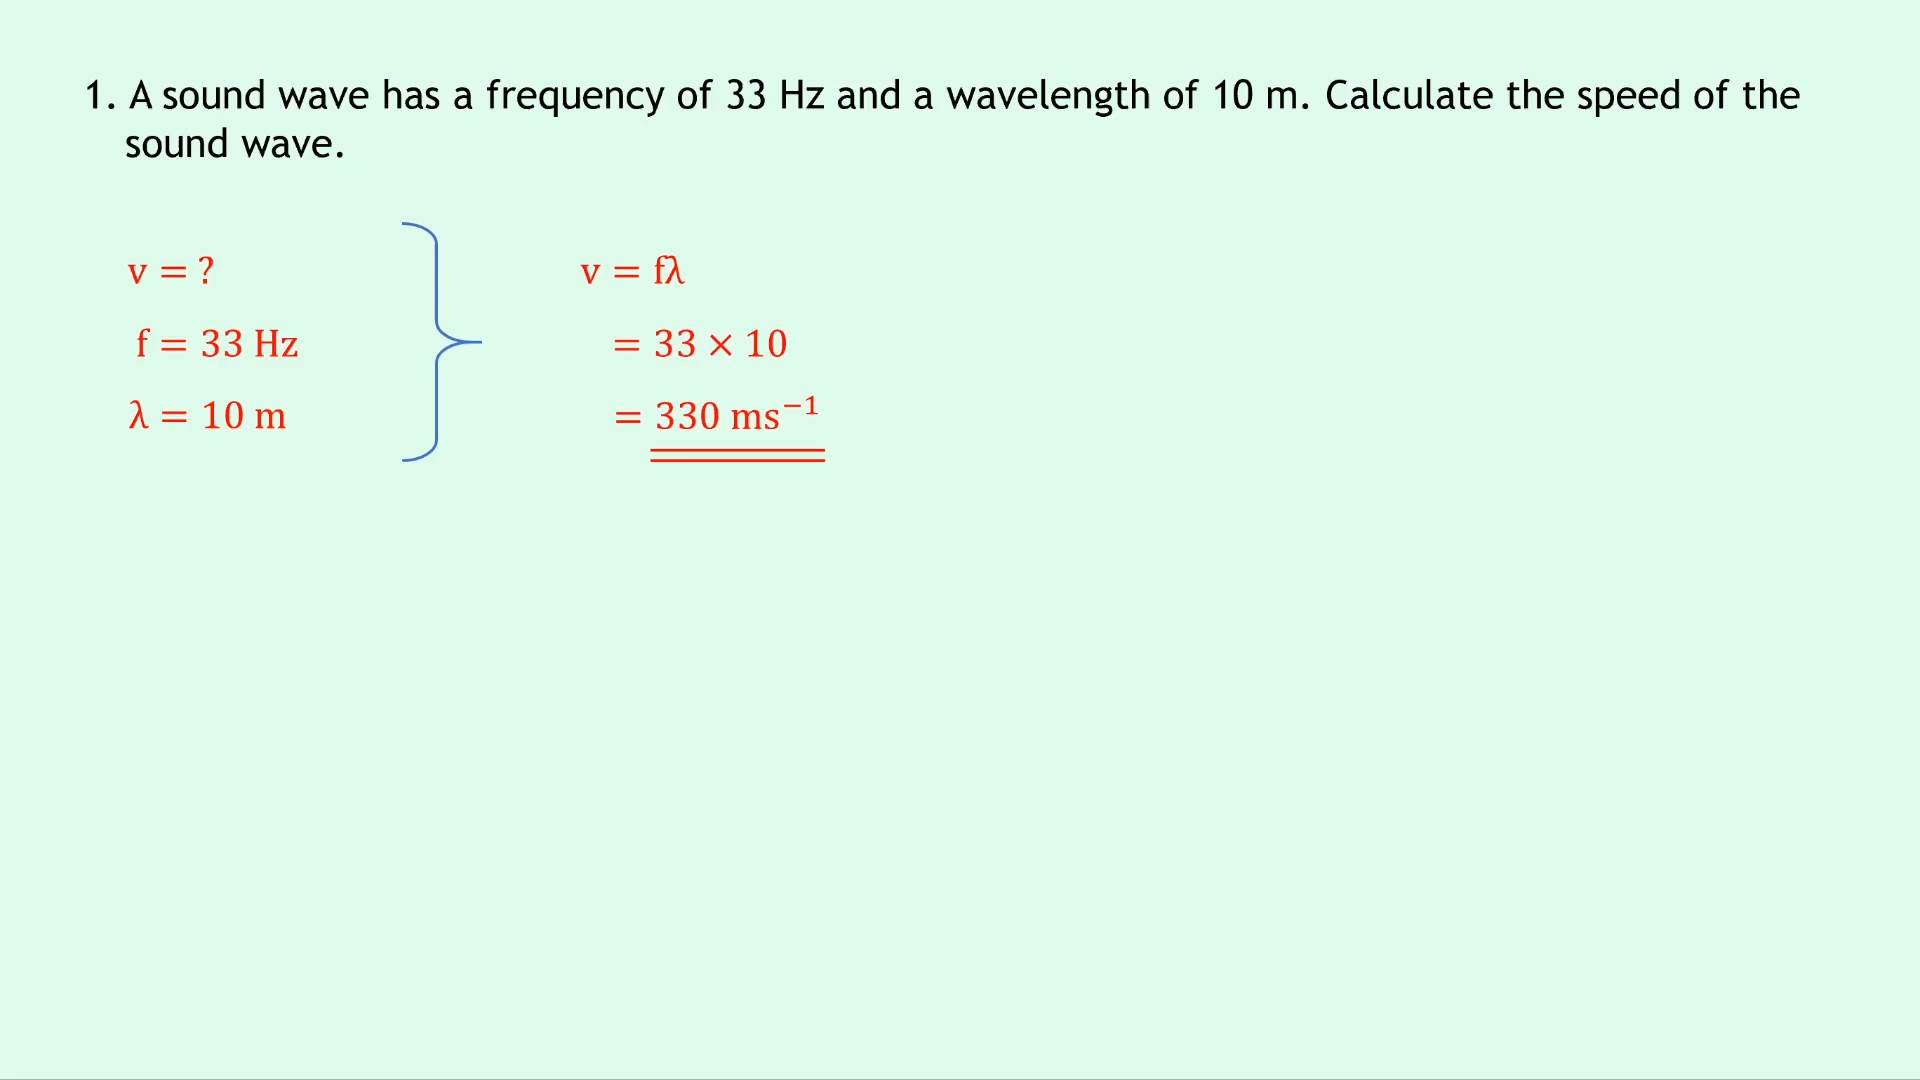 1. A sound wave has a frequency of 33 Hz and a wavelength of 10 m. Calculate the speed of the
sound wave.
v = ?
f = 33 Hz
λ = 10 m
v = fλ
= 33 × 10
= 330 ms⁻¹